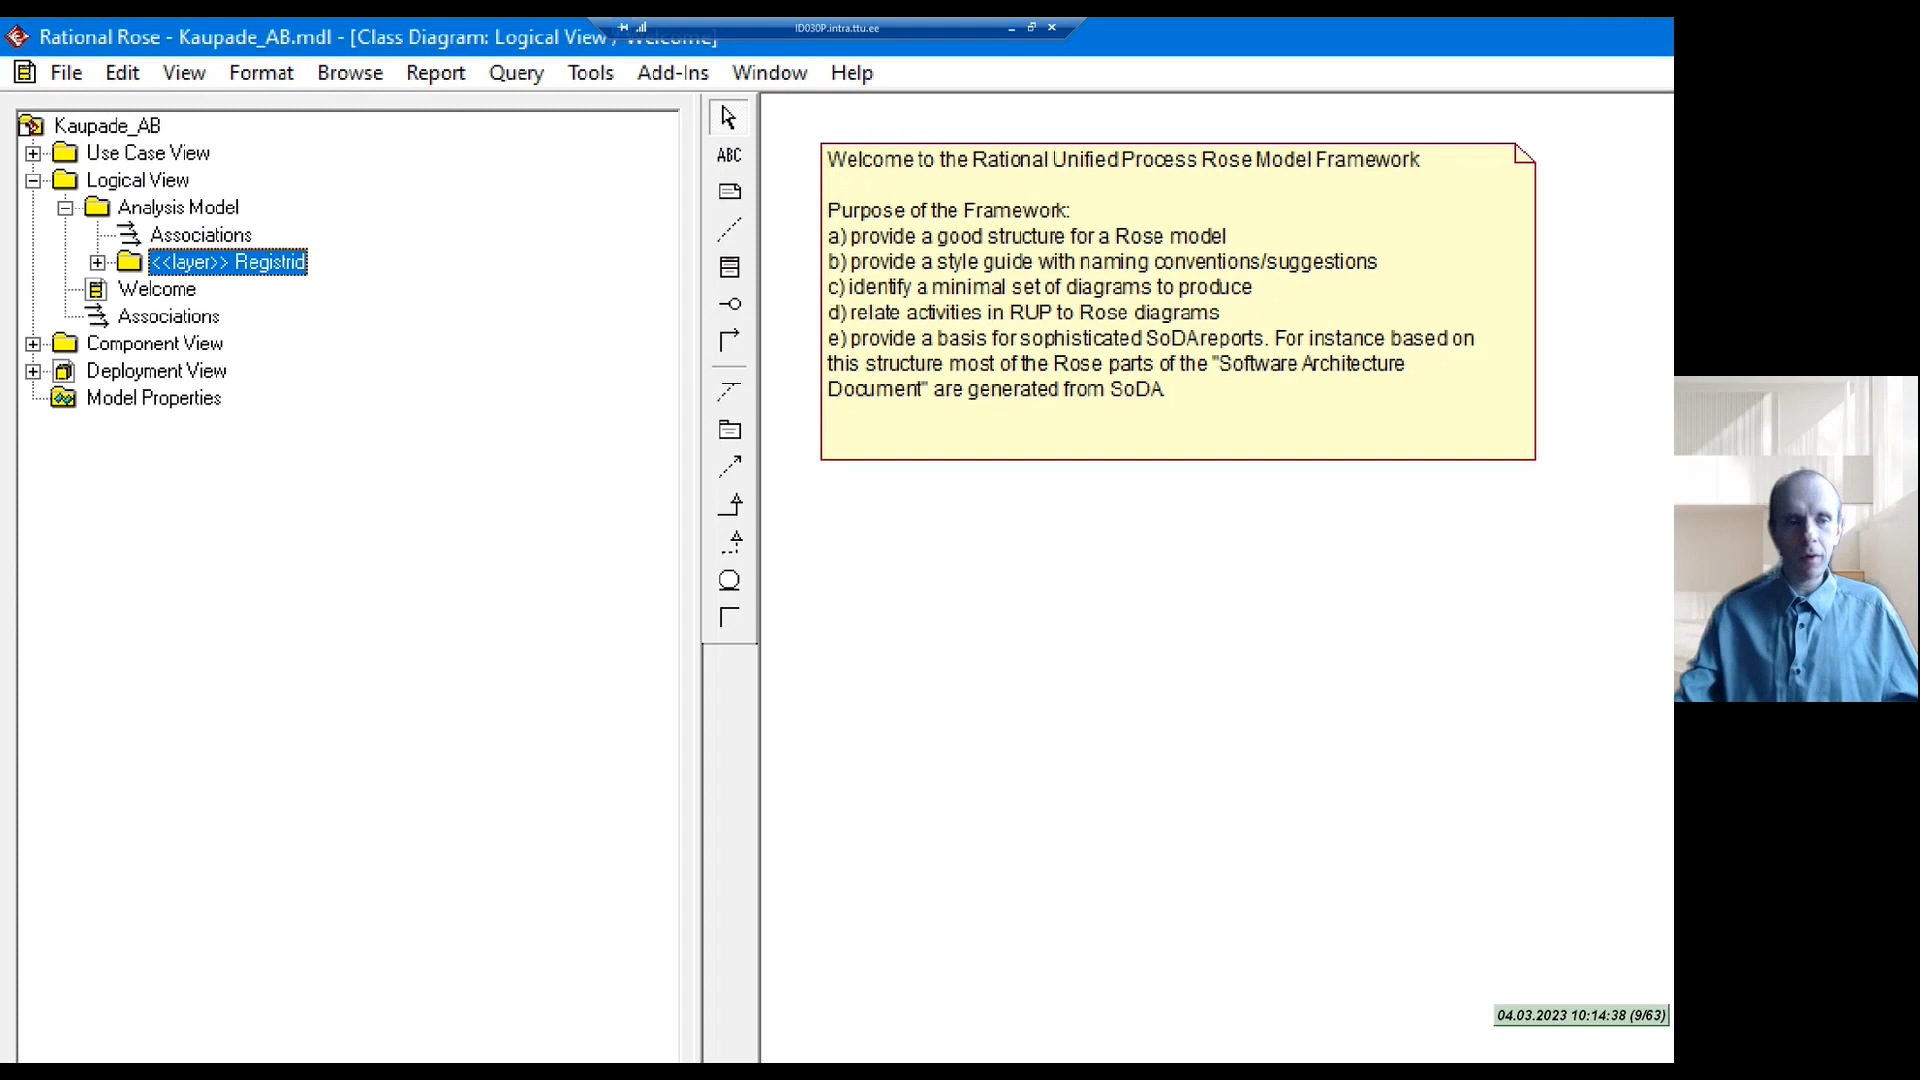 Rational Rose - Kaupade_AB.mdl - [Class Diagram: Logical View / Welcome]
ID030P.intra.ttu.ee
File Edit View Format Browse Report Query Tools Add-Ins Window Help
Kaupade_AB
Use Case View
Logical View
Analysis Model
Associations
<<layer>> Registrid
Welcome
Associations
Component View
Deployment View
Model Properties
ABC
Welcome to the Rational Unified Process Rose Model Framework
Purpose of the Framework:
a) provide a good structure for a Rose model
b) provide a style guide with naming conventions/suggestions
c) identify a minimal set of diagrams to produce
d) relate activities in RUP to Rose diagrams
e) provide a basis for sophisticated SoDA reports. For instance based on
this structure most of the Rose parts of the "Software Architecture
Document" are generated from SoDA.
04.03.2023 10:14:38 (9/63)